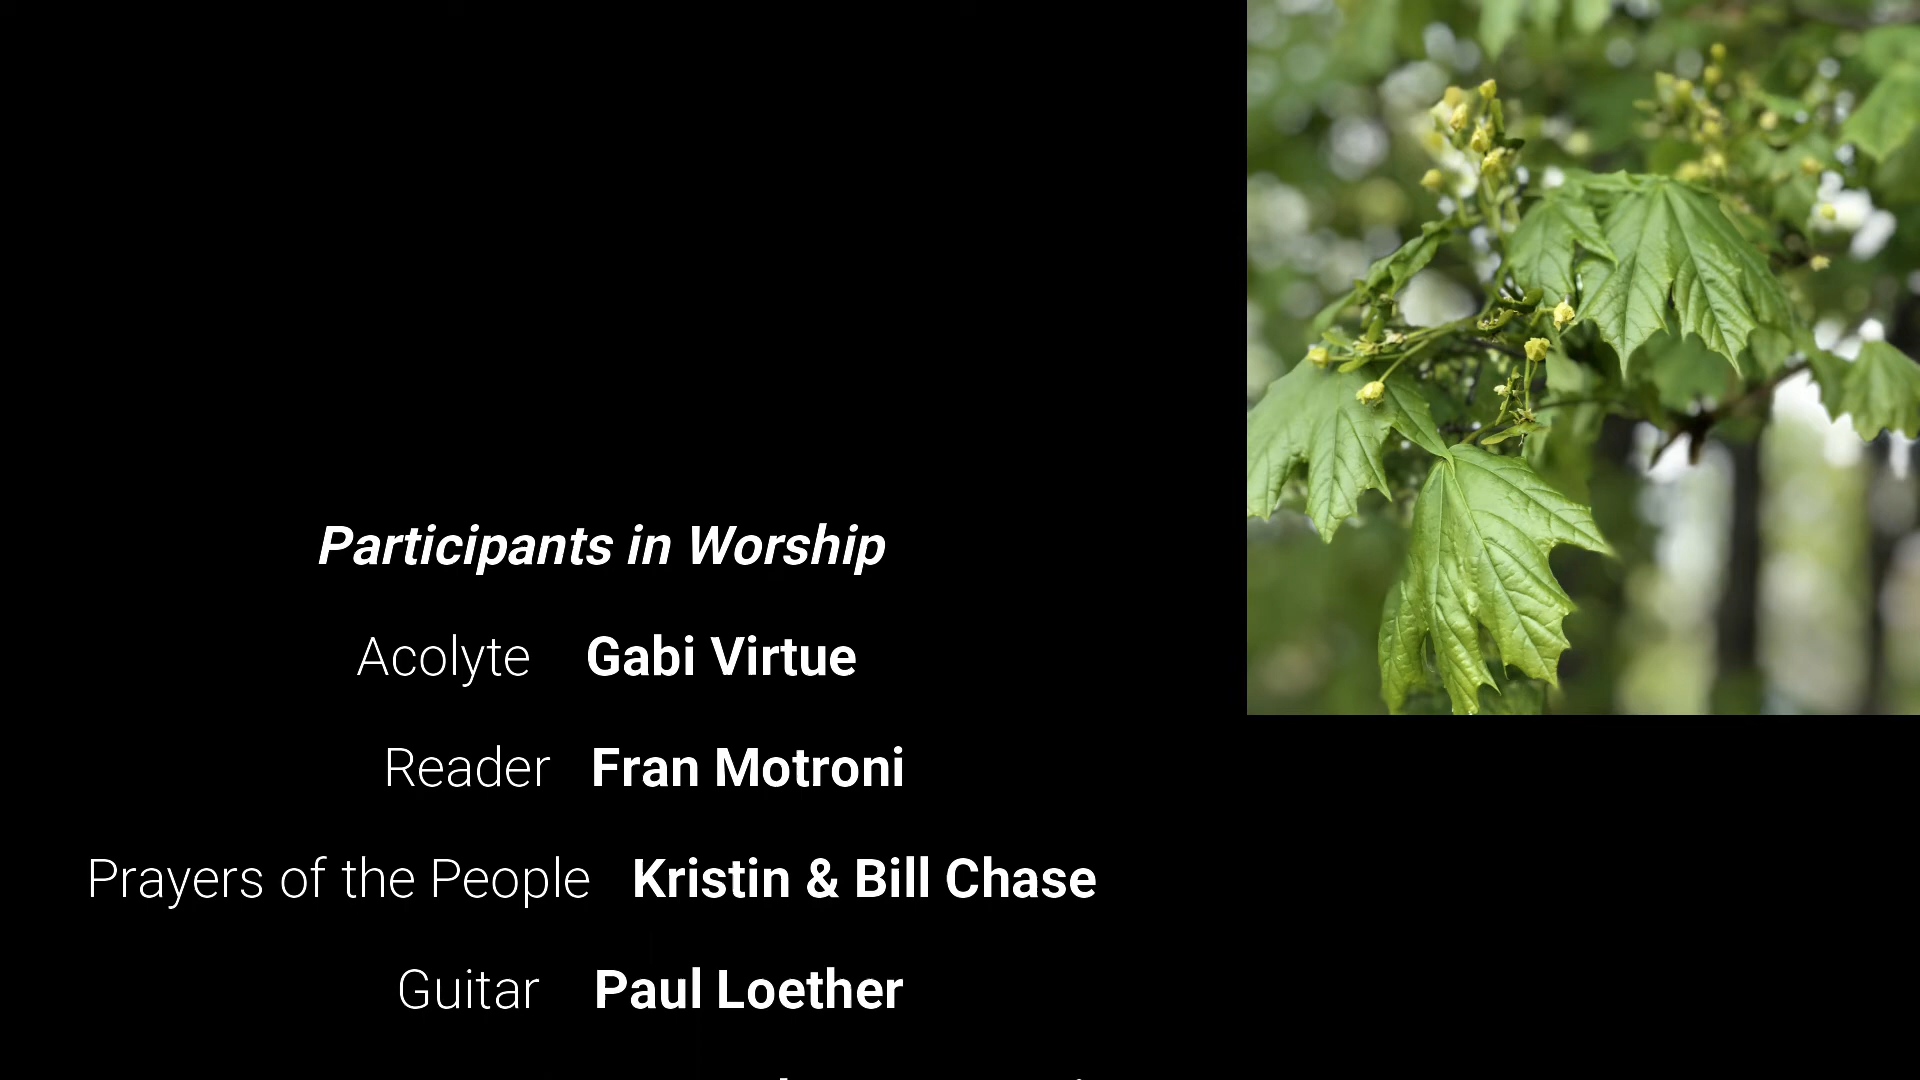 Participants in Worship
Acolyte Gabi Virtue
Reader Fran Motroni
Prayers of the People Kristin & Bill Chase
Guitar Paul Loether